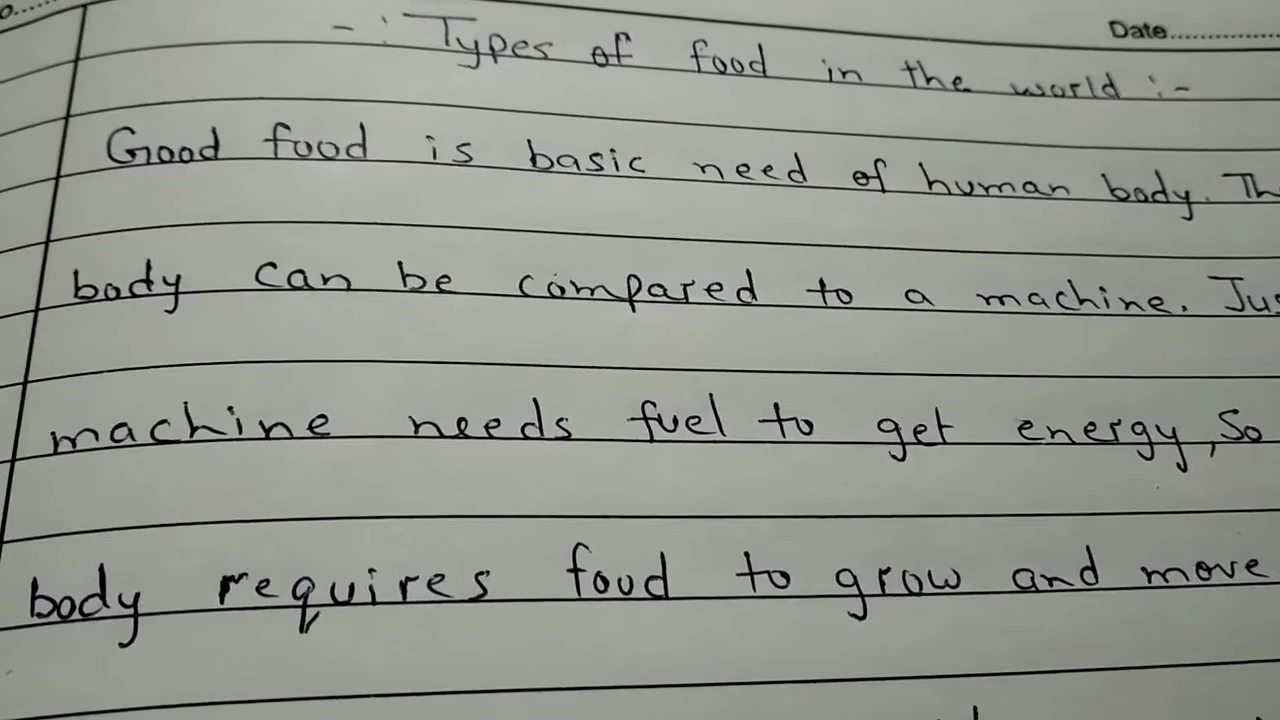 Date..................
-: Types of food in the world :-
Good food is basic need of human body. Th
body can be compared to a machine. Jus
machine needs fuel to get energy, So
body requires food to grow and move